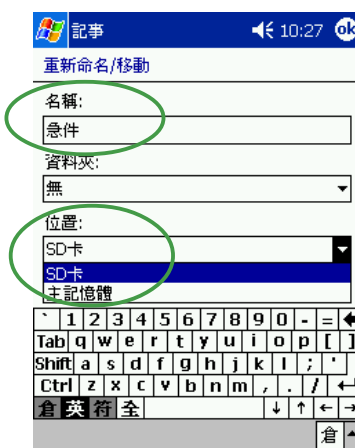 記事 10:27 ok
重新命名/移動
名稱:
急件
資料夾:
無
位置:
SD卡
SD卡
主記憶體
` 1 2 3 4 5 6 7 8 9 0 - =
Tab q w e r t y u i o p [ ]
Shift a s d f g h j k l ; '
Ctrl z x c v b n m , . /
倉 英 符 全 ↓ ↑ ← →
倉